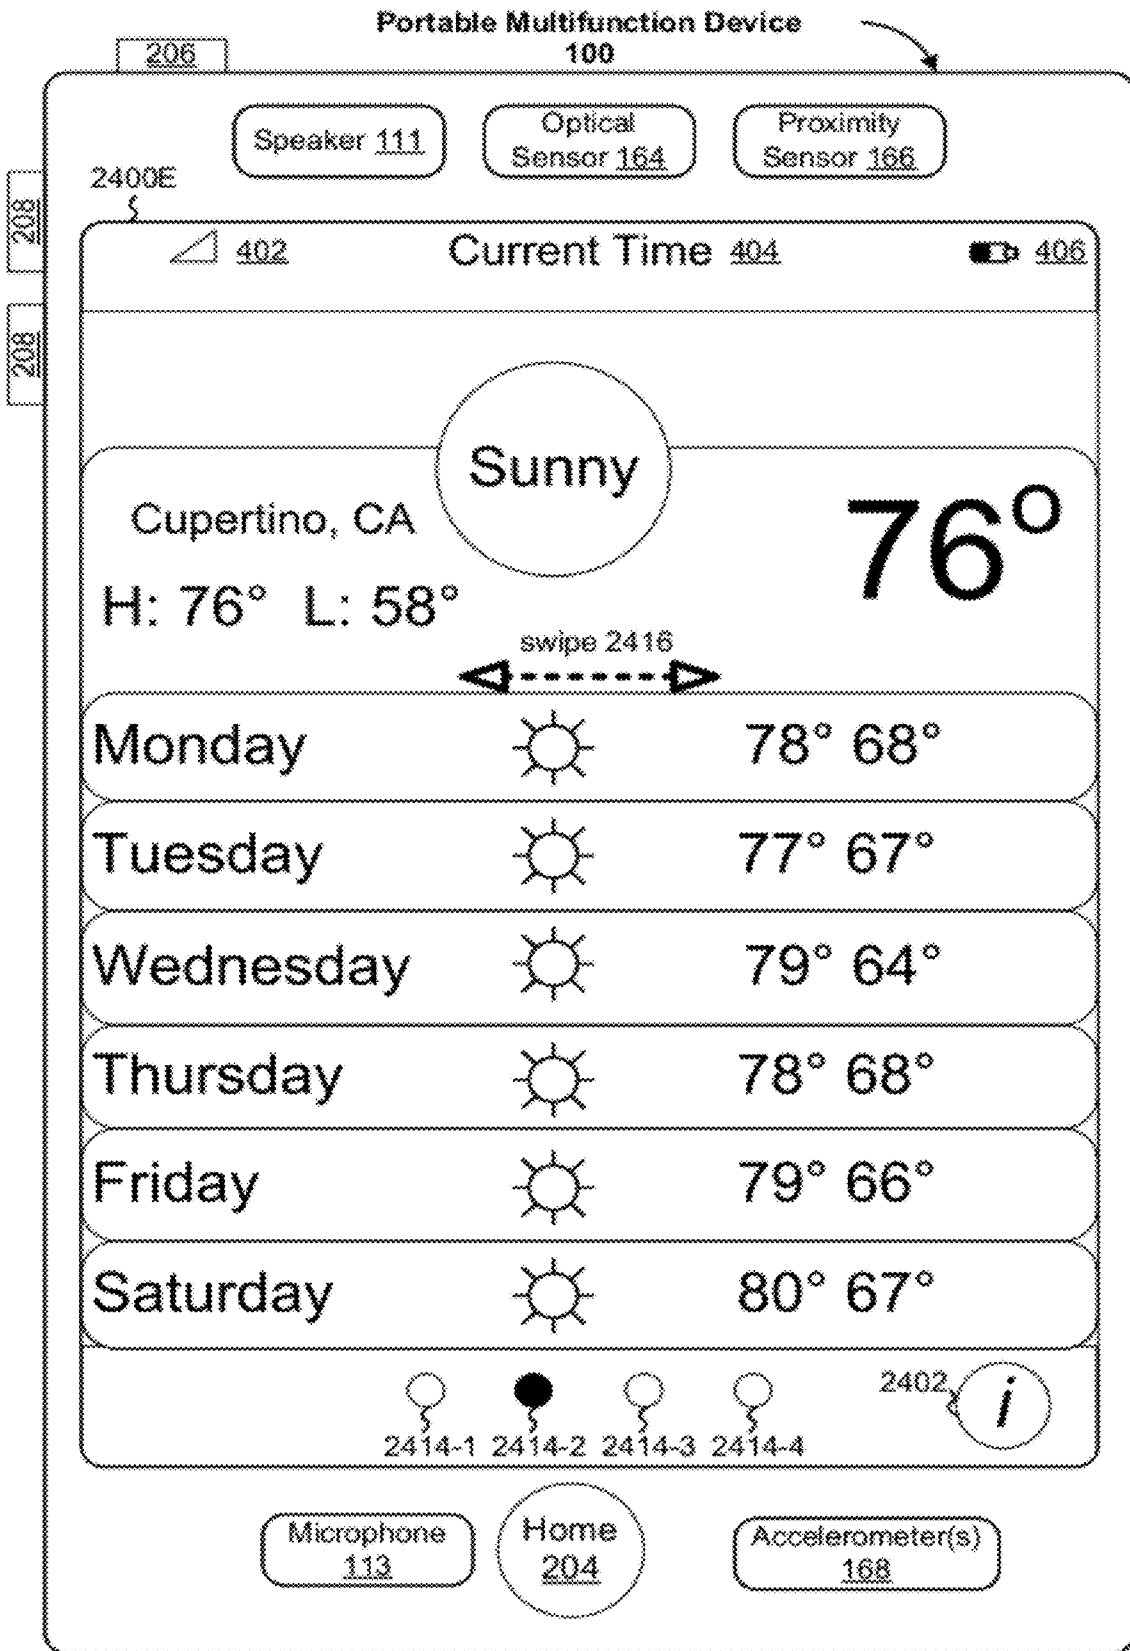 Portable Multifunction Device
100
206
Speaker 111
Optical
Sensor 164
Proximity
Sensor 166
2400E
208
208
402 Current Time 404 406
Sunny
Cupertino, CA
76°
H: 76° L: 58°
swipe 2416
Monday 78° 68°
Tuesday 77° 67°
Wednesday 79° 64°
Thursday 78° 68°
Friday 79° 66°
Saturday 80° 67°
2402 i
2414-1 2414-2 2414-3 2414-4
Microphone
113
Home
204
Accelerometer(s)
168